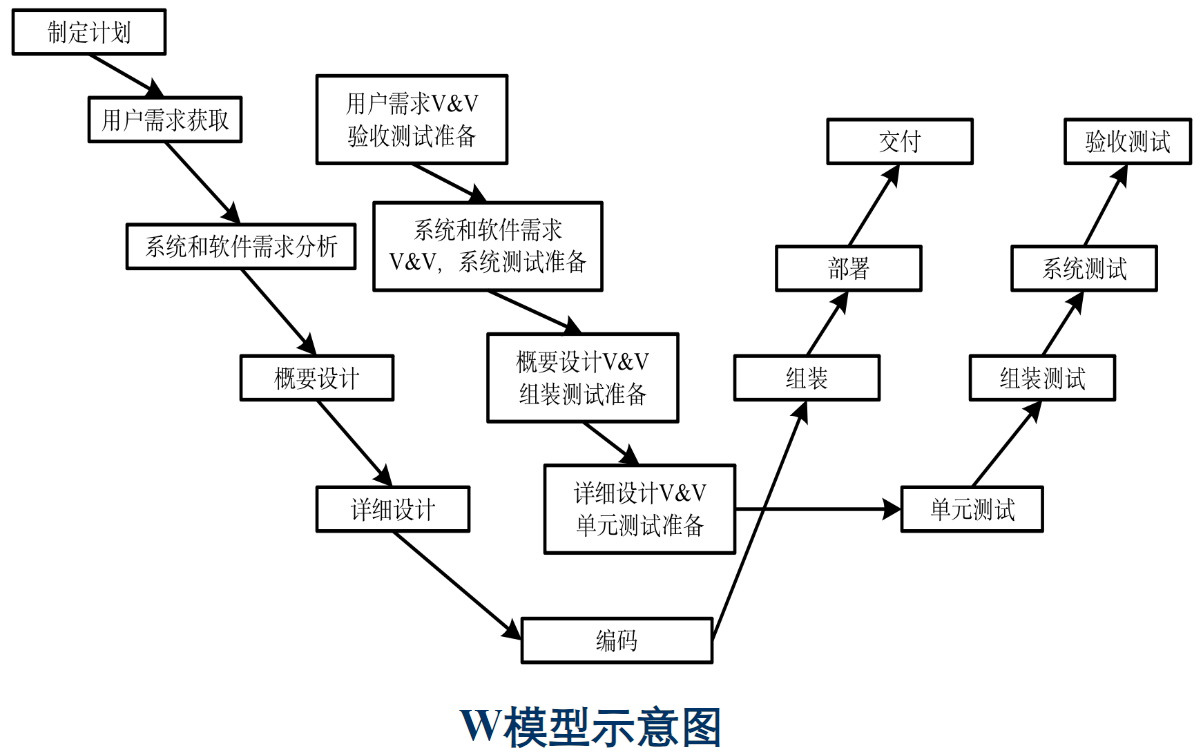 制定计划
用户需求获取
用户需求V&V
验收测试准备
交付
验收测试
系统和软件需求分析
系统和软件需求
V&V，系统测试准备
部署
系统测试
概要设计
概要设计V&V
组装测试准备
组装
组装测试
详细设计
详细设计V&V
单元测试准备
单元测试
编码
W模型示意图